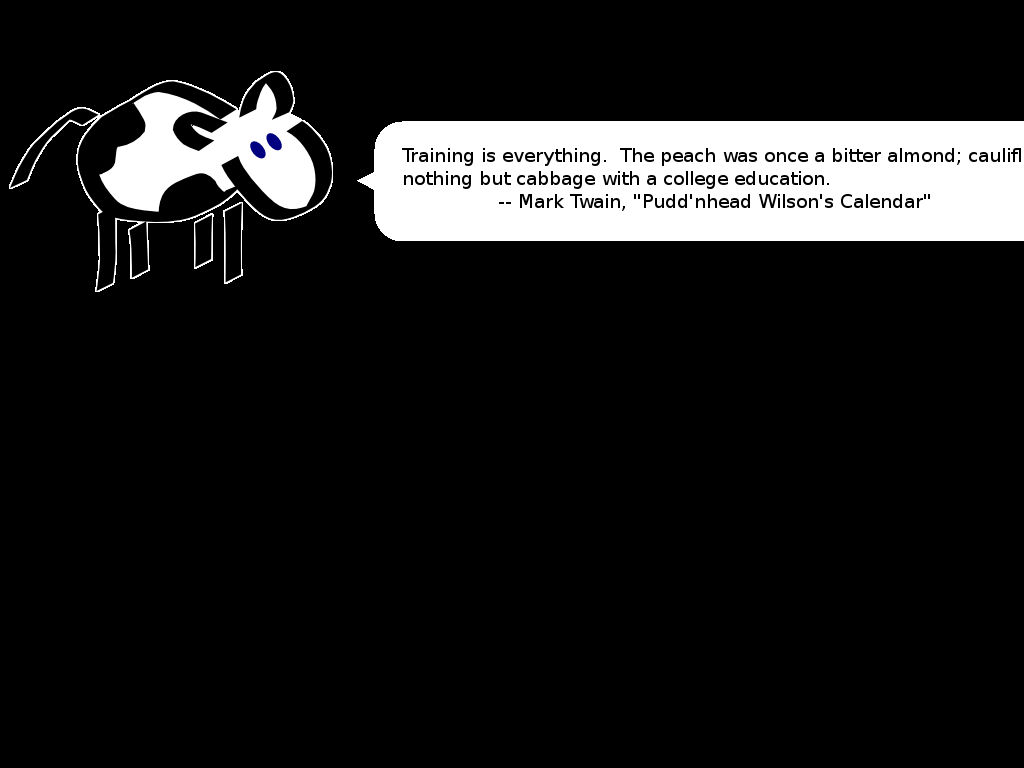 Training is everything.  The peach was once a bitter almond; 
nothing but cabbage with a college education.
-- Mark Twain, "Pudd'nhead Wilson's Calendar"